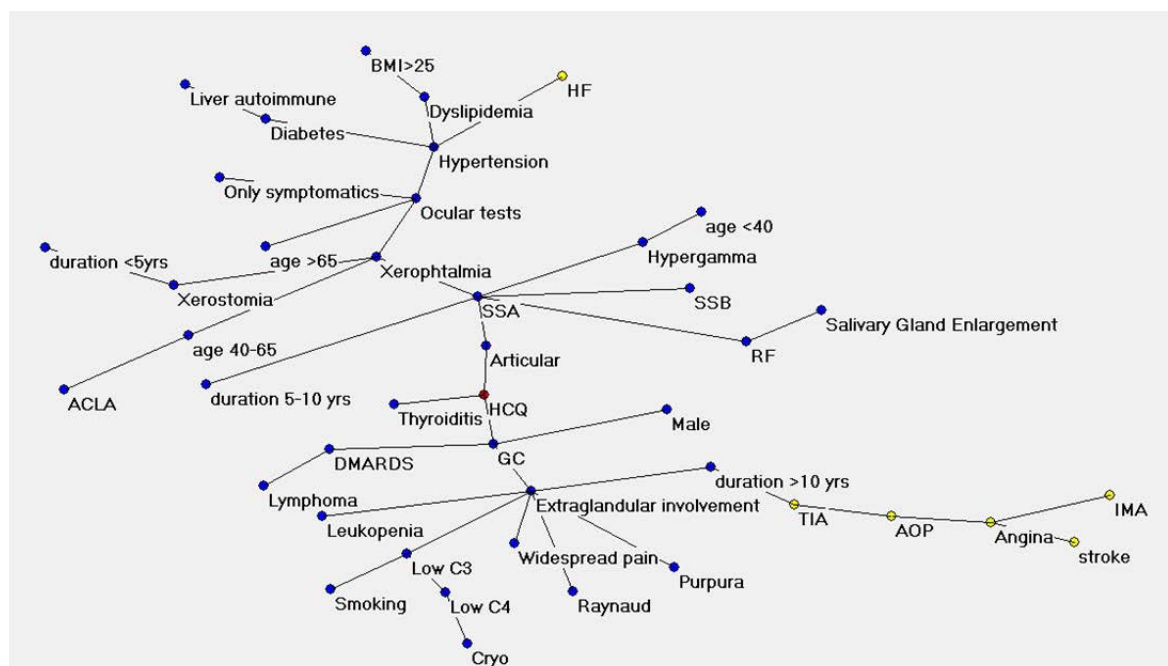 BMI>25
HF
Liver autoimmune
Dyslipidemia
Diabetes
Hypertension
Only symptomatics
Ocular tests
age <40
Hypergamma
duration <5yrs
age >65
Xerophtalmia
Xerostomia
SSB
SSA
Salivary Gland Enlargement
RF
age 40-65
Articular
ACLA
duration 5-10 yrs
Thyroiditis
HCQ
Male
DMARDS
GC
duration >10 yrs
Lymphoma
Extraglandular involvement
IMA
Leukopenia
TIA
AOP
Angina
Widespread pain
stroke
Low C3
Purpura
Smoking
Low C4
Raynaud
Cryo